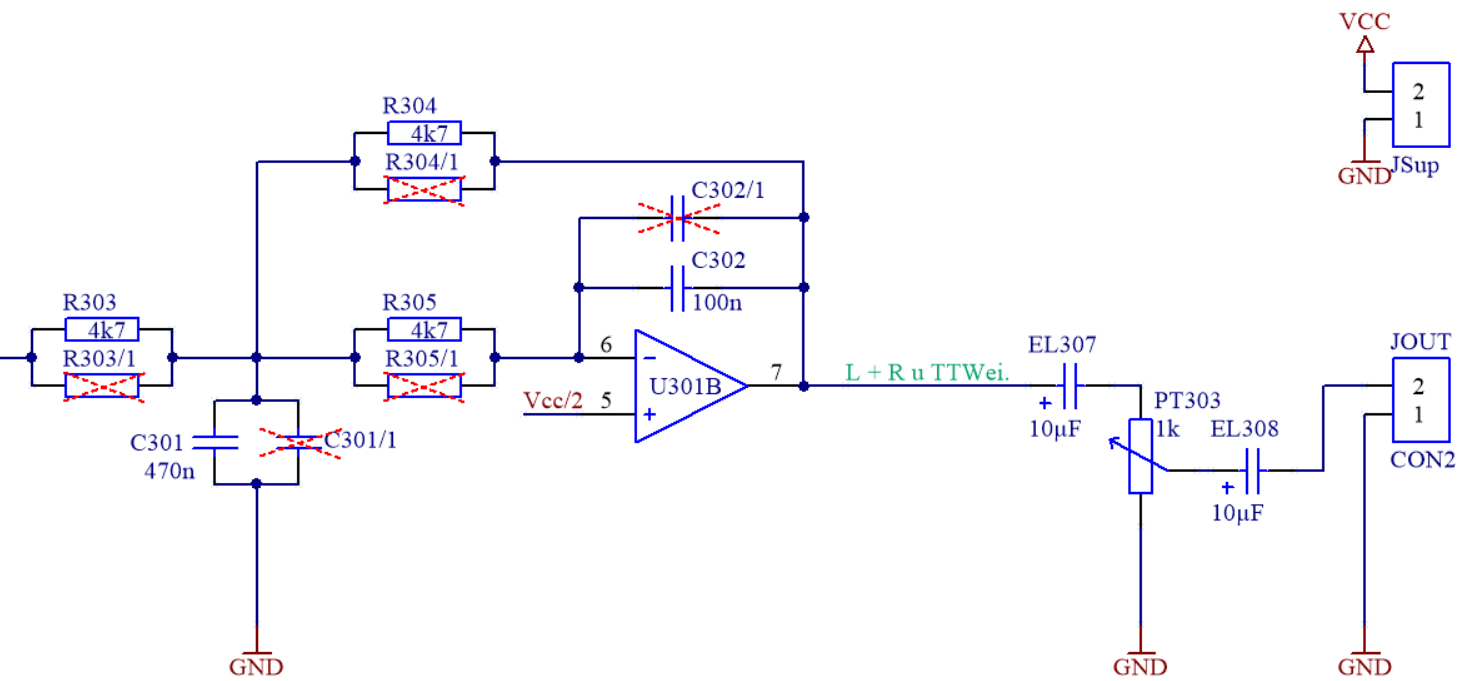 VCC
2
1
JSup
GND
R304
4k7
R304/1
C302/1
C302
100n
R303
4k7
R303/1
R305
4k7
R305/1
6
7
U301B
Vcc/2
5
L + R u TTWei.
EL307
10µF
PT303
1k
EL308
10µF
JOUT
2
1
CON2
C301
470n
C301/1
GND
GND
GND